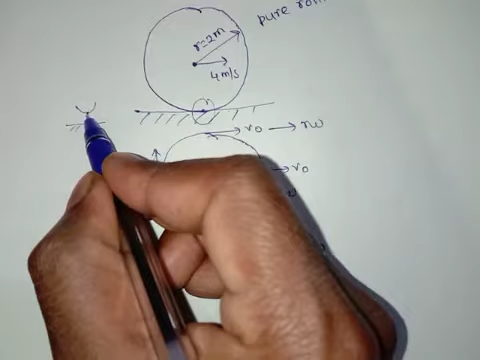 pure
r=2m
4m/s
r
v0 → rω
v0